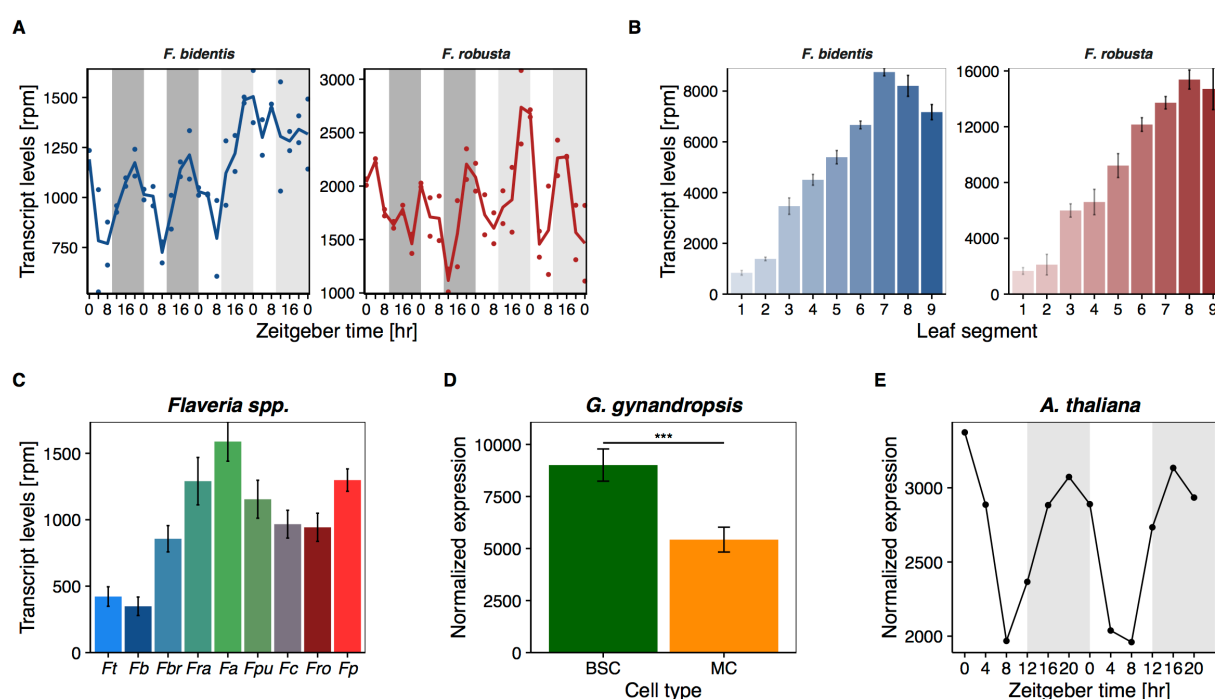 A
F. bidentis
F. robusta
Transcript levels [rpm]
1500
1250
1000
750
3000
2500
2000
1500
1000
0 8 16 0 8 16 0 8 16 0 8 16 0
0 8 16 0 8 16 0 8 16 0 8 16 0
Zeitgeber time [hr]
B
F. bidentis
F. robusta
Transcript levels [rpm]
8000
6000
4000
2000
0
16000
12000
8000
4000
0
1 2 3 4 5 6 7 8 9
1 2 3 4 5 6 7 8 9
Leaf segment
C
Flaveria spp.
Transcript levels [rpm]
1500
1000
500
0
Ft Fb Fbr Fra Fa Fpu Fc Fro Fp
D
G. gynandropsis
Normalized expression
10000
7500
5000
2500
0
***
BSC MC
Cell type
E
A. thaliana
Normalized expression
3000
2500
2000
0 4 8 12 16 20 0 4 8 12 16 20
Zeitgeber time [hr]